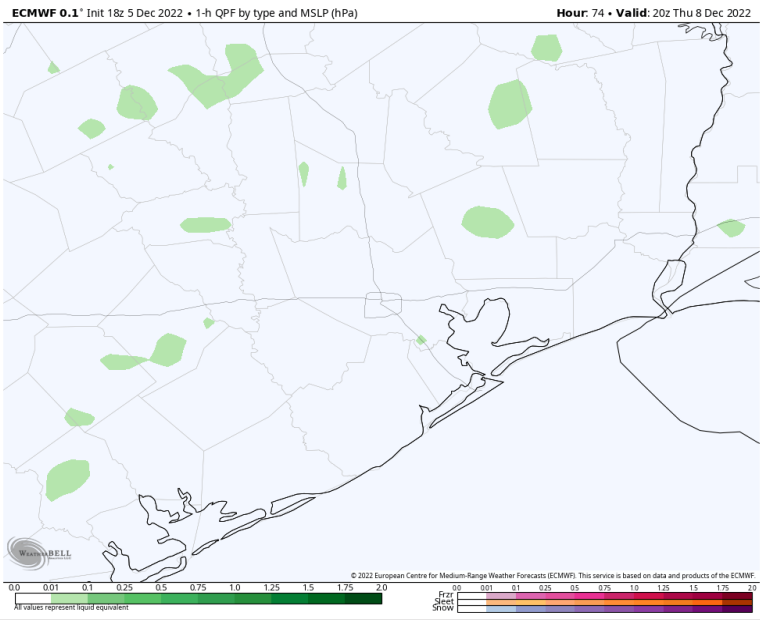 ECMWF 0.1° Init 18z 5 Dec 2022 • 1-h QPF by type and MSLP (hPa)
Hour: 74 • Valid: 20z Thu 8 Dec 2022
WeatherBELL
© 2022 European Centre for Medium-Range Weather Forecasts (ECMWF). This service is based on data and products of the ECMWF.
0.0 0.01 0.1 0.25 0.5 0.75 1.0 1.25 1.5 1.75 2.0
All values represent liquid equivalent
0.0 0.01 0.1 0.25 0.5 0.75 1.0 1.25 1.5 1.75 2.0
Frzr
Sleet
Snow